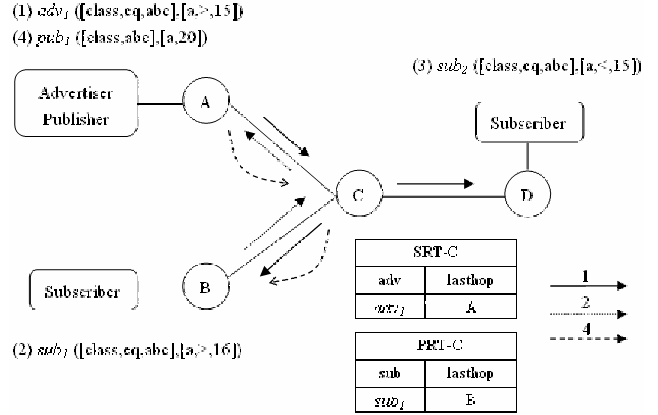 (1) adv1 ([class,eq,abc],[a,>,15])
(4) pub1 ([class,abc],[a,20])
(3) sub2 ([class,eq,abc],[a,<,15])
Advertiser
Publisher
A
Subscriber
C
D
B
Subscriber
(2) sub1 ([class,eq,abc],[a,>,16])
SRT-C
adv lasthop
adv1 A
PRT-C
sub lasthop
sub1 B
1
2
4